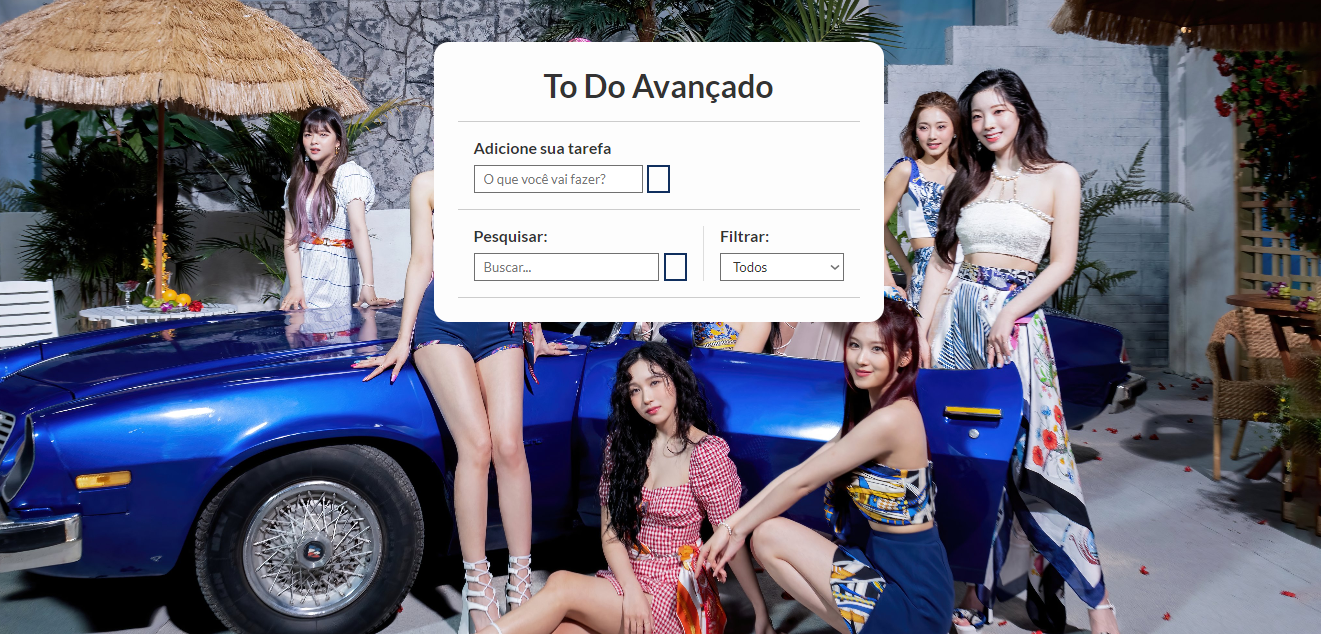 To Do Avançado
Adicione sua tarefa
O que você vai fazer?
Pesquisar:
Filtrar:
Buscar...
Todos